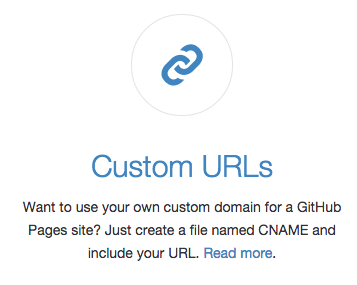 Custom URLs
Want to use your own custom domain for a GitHub
Pages site? Just create a file named CNAME and
include your URL. Read more.